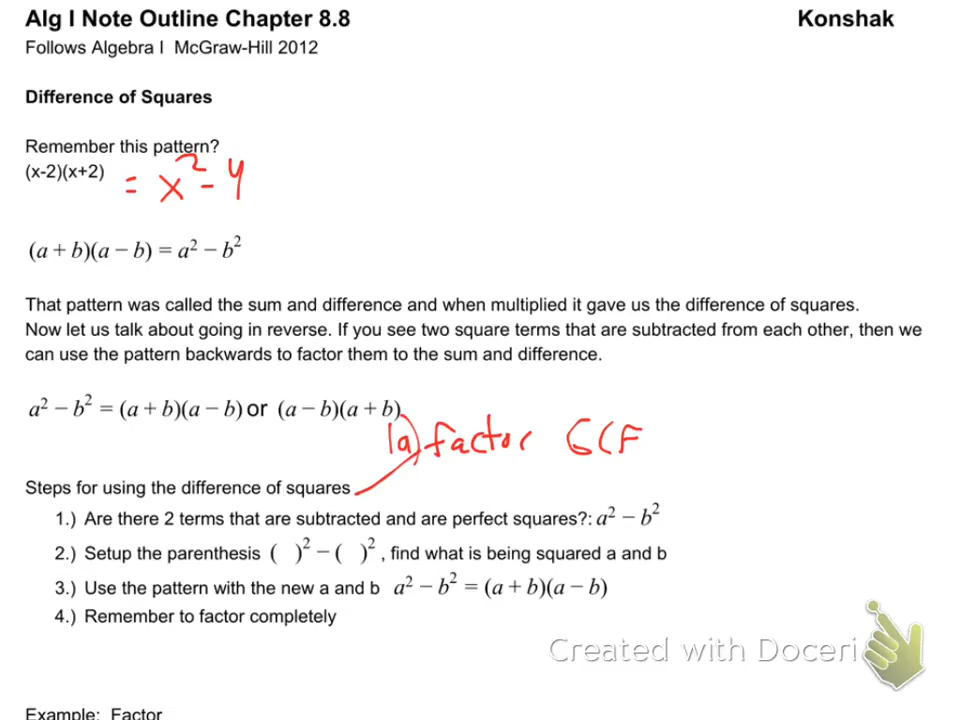 Alg I Note Outline Chapter 8.8 Konshak
Follows Algebra I McGraw-Hill 2012
Difference of Squares
Remember this pattern?
(x-2)(x+2) = x² - 4
(a + b)(a − b) = a² − b²
That pattern was called the sum and difference and when multiplied it gave us the difference of squares.
Now let us talk about going in reverse. If you see two square terms that are subtracted from each other, then we
can use the pattern backwards to factor them to the sum and difference.
a² − b² = (a + b)(a − b) or (a − b)(a + b)
1a) factor GCF
Steps for using the difference of squares
1.) Are there 2 terms that are subtracted and are perfect squares?: a² − b²
2.) Setup the parenthesis ( )² − ( )², find what is being squared a and b
3.) Use the pattern with the new a and b a² − b² = (a + b)(a − b)
4.) Remember to factor completely
Created with Doceri
Example: Factor